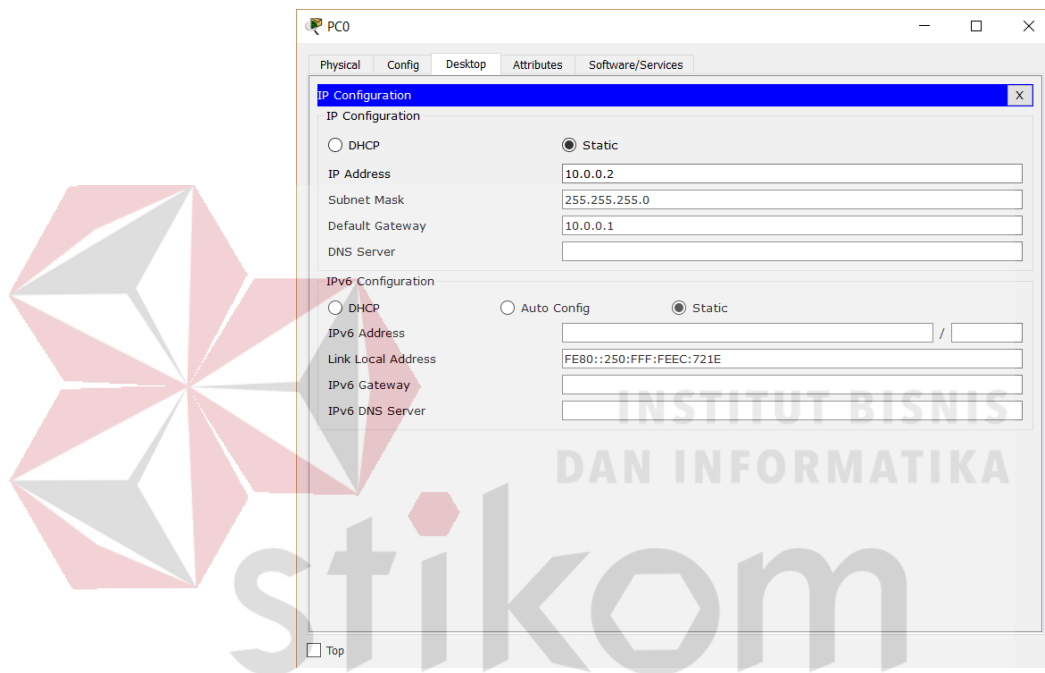 PC0
Physical Config Desktop Attributes Software/Services
IP Configuration X
IP Configuration
DHCP Static
IP Address 10.0.0.2
Subnet Mask 255.255.255.0
Default Gateway 10.0.0.1
DNS Server
IPv6 Configuration
DHCP Auto Config Static
IPv6 Address /
Link Local Address FE80::250:FFF:FEEC:721E
IPv6 Gateway
IPv6 DNS Server
INSTITUT BISNIS
DAN INFORMATIKA
stikom
Top